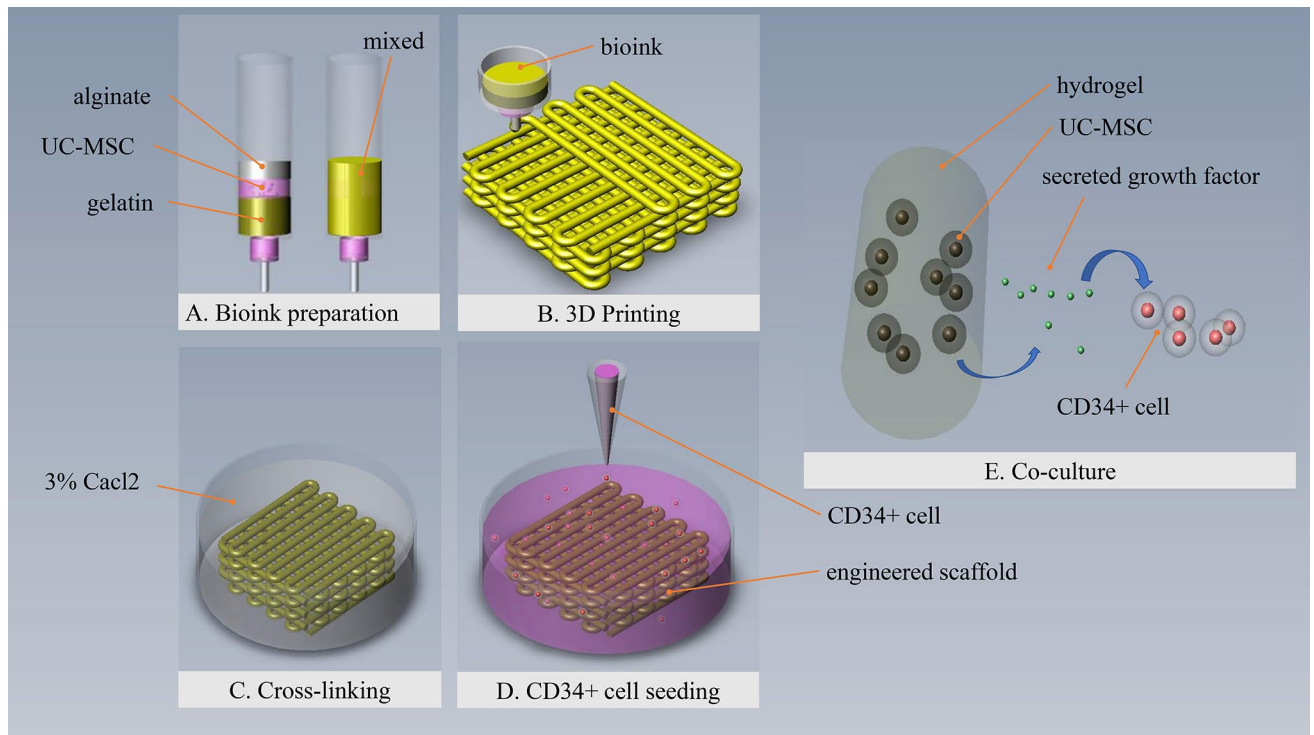 mixed
alginate
UC-MSC
gelatin
A. Bioink preparation
bioink
B. 3D Printing
3% Cacl2
C. Cross-linking
CD34+ cell
engineered scaffold
D. CD34+ cell seeding
hydrogel
UC-MSC
secreted growth factor
CD34+ cell
E. Co-culture